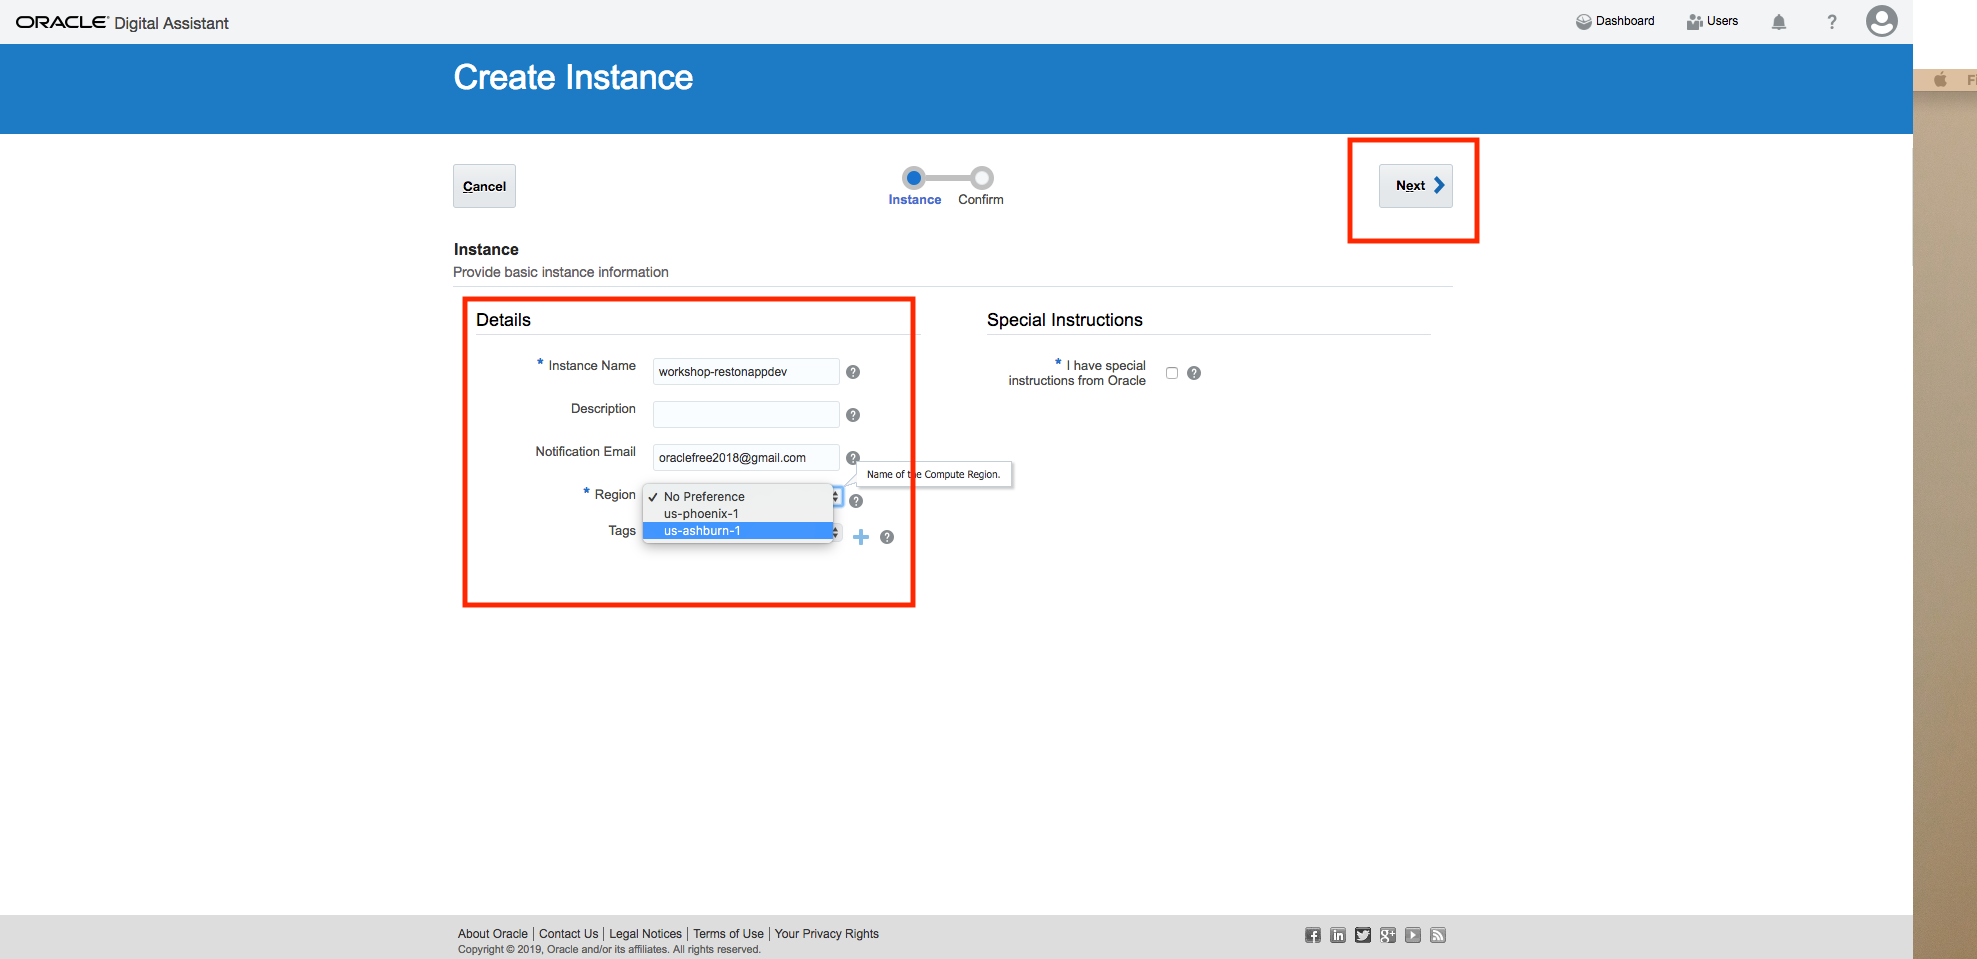 ORACLE Digital Assistant
Dashboard
Users
?
Fi
Create Instance
Cancel
Instance
Confirm
Next
Instance
Provide basic instance information
Details
Special Instructions
* Instance Name
workshop-restonappdev
?
* I have special
instructions from Oracle
?
Description
?
Notification Email
oraclefree2018@gmail.com
?
Name of the Compute Region.
* Region
✓ No Preference
?
us-phoenix-1
Tags
us-ashburn-1
?
About Oracle | Contact Us | Legal Notices | Terms of Use | Your Privacy Rights
Copyright © 2019, Oracle and/or its affiliates. All rights reserved.